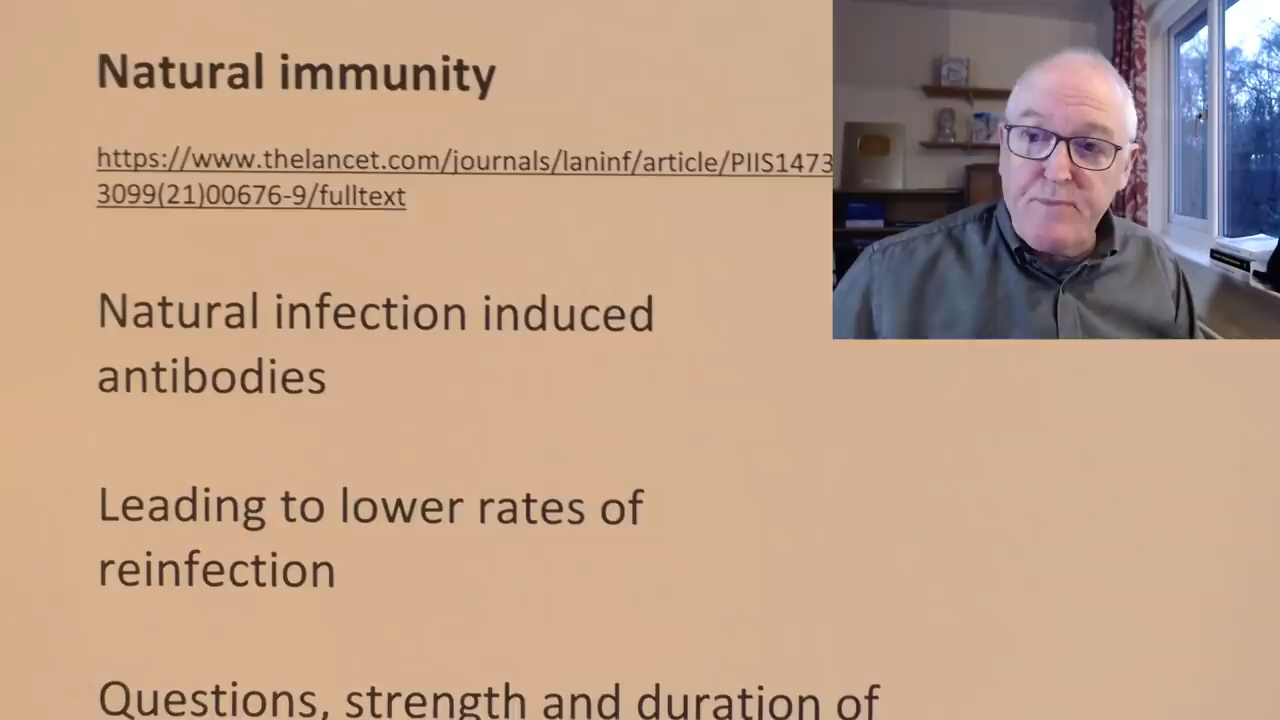 Natural immunity
https://www.thelancet.com/journals/laninf/article/PIIS1473
3099(21)00676-9/fulltext
Natural infection induced
antibodies
Leading to lower rates of
reinfection
Questions, strength and duration of